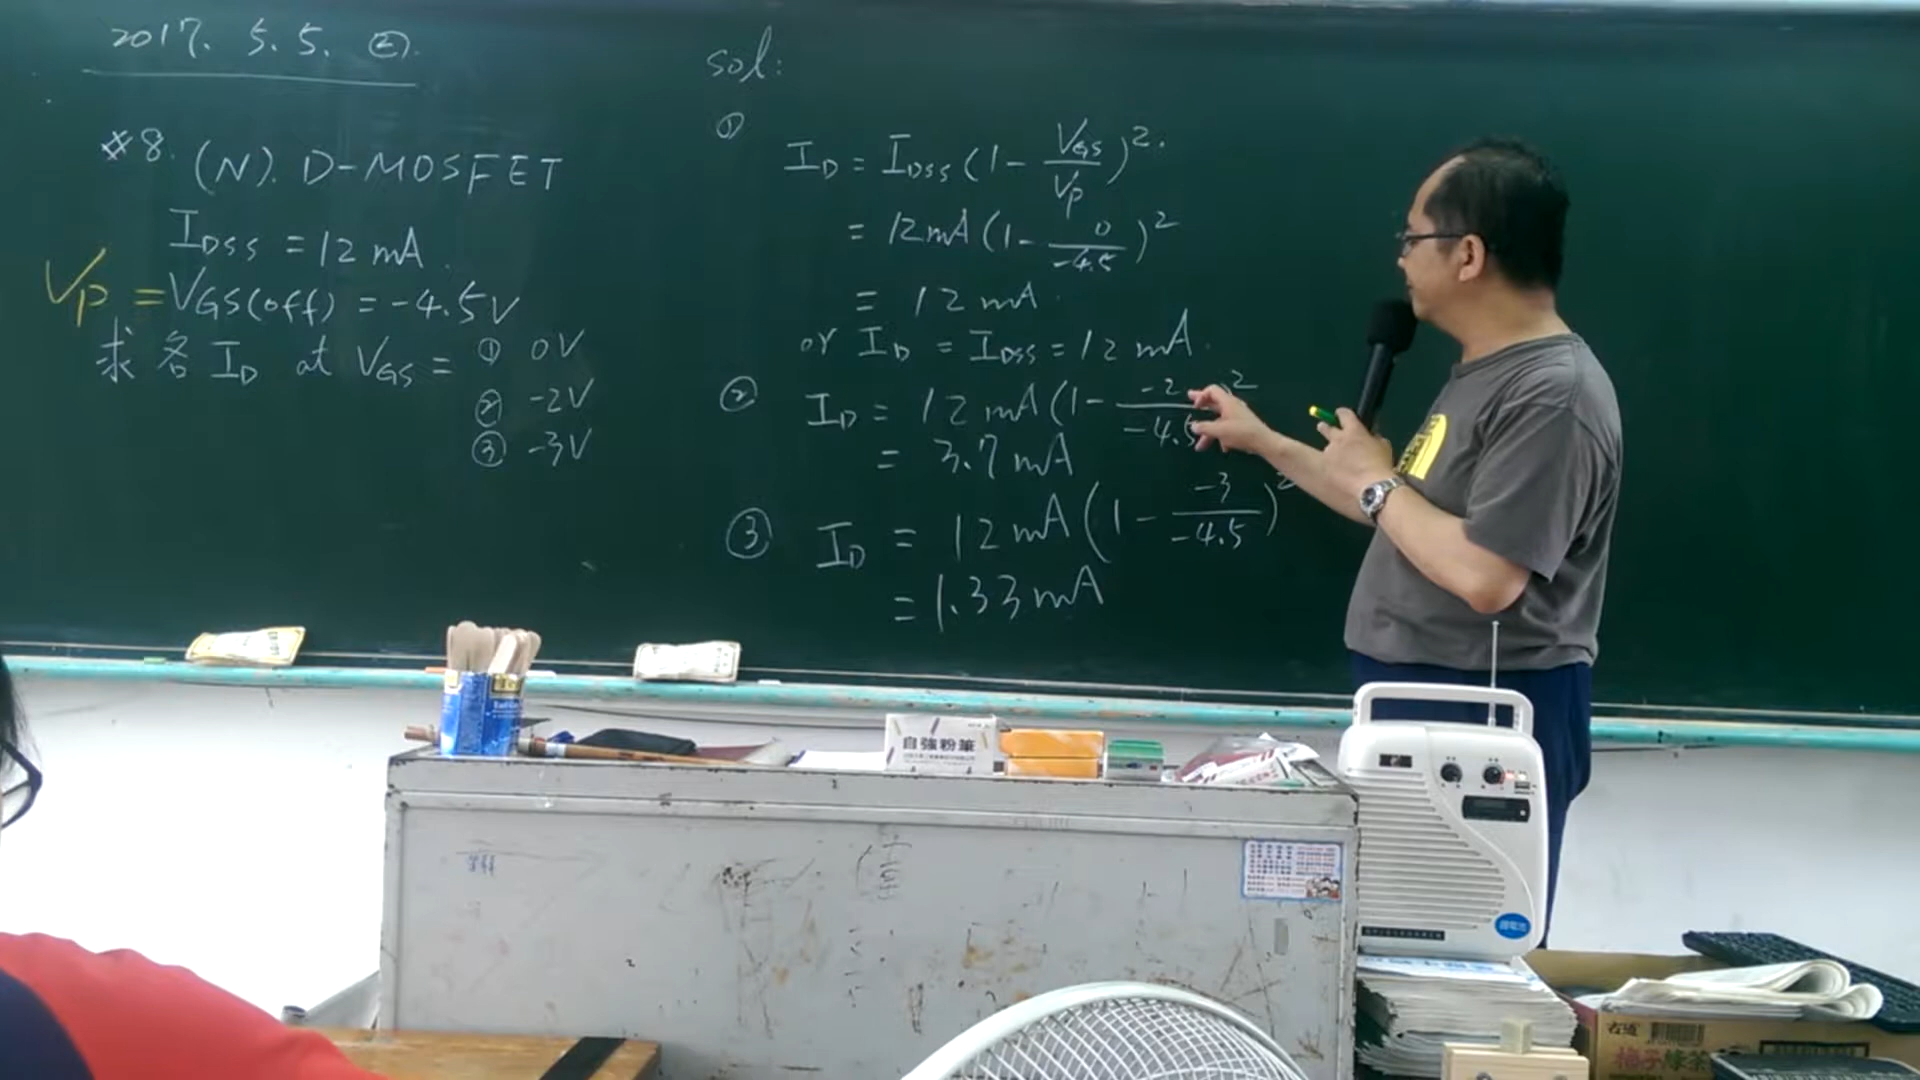 2017. 5. 5. ②.
#8. (N). D-MOSFET
IDSS = 12 mA.
Vp = VGS(off) = -4.5V
求各 ID at VGS = ① 0V
② -2V
③ -3V
sol:
①
ID = IDSS (1 - VGS/Vp)².
= 12mA (1 - 0/-4.5)²
= 12 mA.
or ID = IDSS = 12 mA.
② ID = 12 mA (1 - -2/-4.5)²
= 3.7 mA
③ ID = 12 mA (1 - -3/-4.5)²
= 1.33 mA
自強粉筆